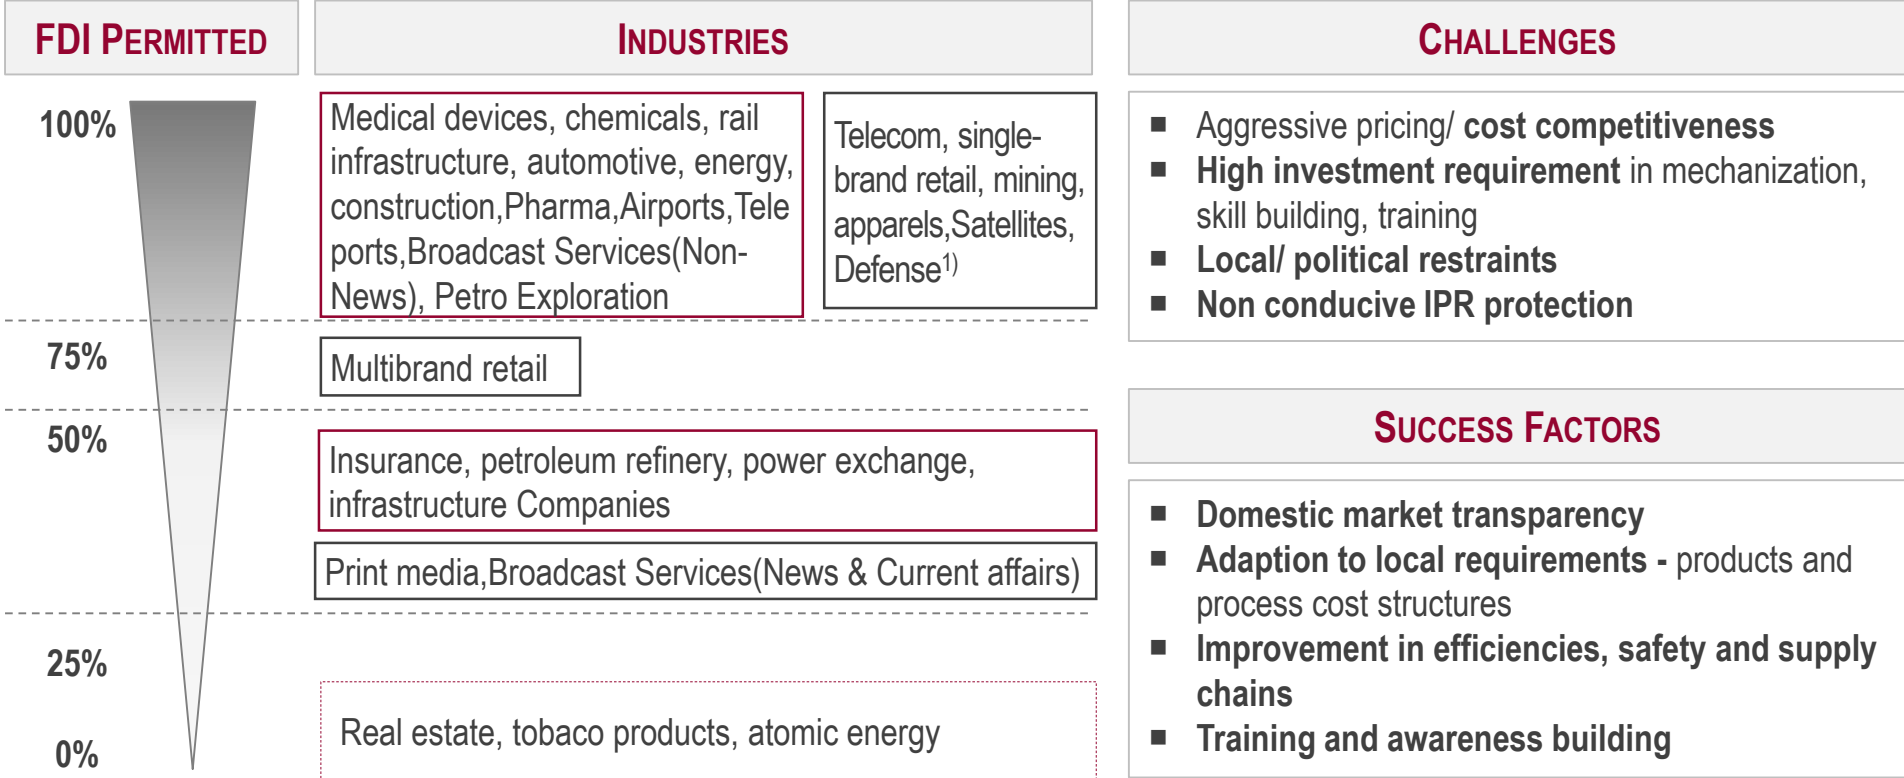 FDI PERMITTED
INDUSTRIES
CHALLENGES
100%
Medical devices, chemicals, rail
infrastructure, automotive, energy,
construction,Pharma,Airports,Tele
ports,Broadcast Services(Non-
News), Petro Exploration
Telecom, single-
brand retail, mining,
apparels,Satellites,
Defense1)
■ Aggressive pricing/ cost competitiveness
■ High investment requirement in mechanization,
skill building, training
■ Local/ political restraints
■ Non conducive IPR protection
75%
Multibrand retail
50%
Insurance, petroleum refinery, power exchange,
infrastructure Companies
Print media,Broadcast Services(News & Current affairs)
25%
Real estate, tobacco products, atomic energy
0%
SUCCESS FACTORS
■ Domestic market transparency
■ Adaption to local requirements - products and
process cost structures
■ Improvement in efficiencies, safety and supply
chains
■ Training and awareness building